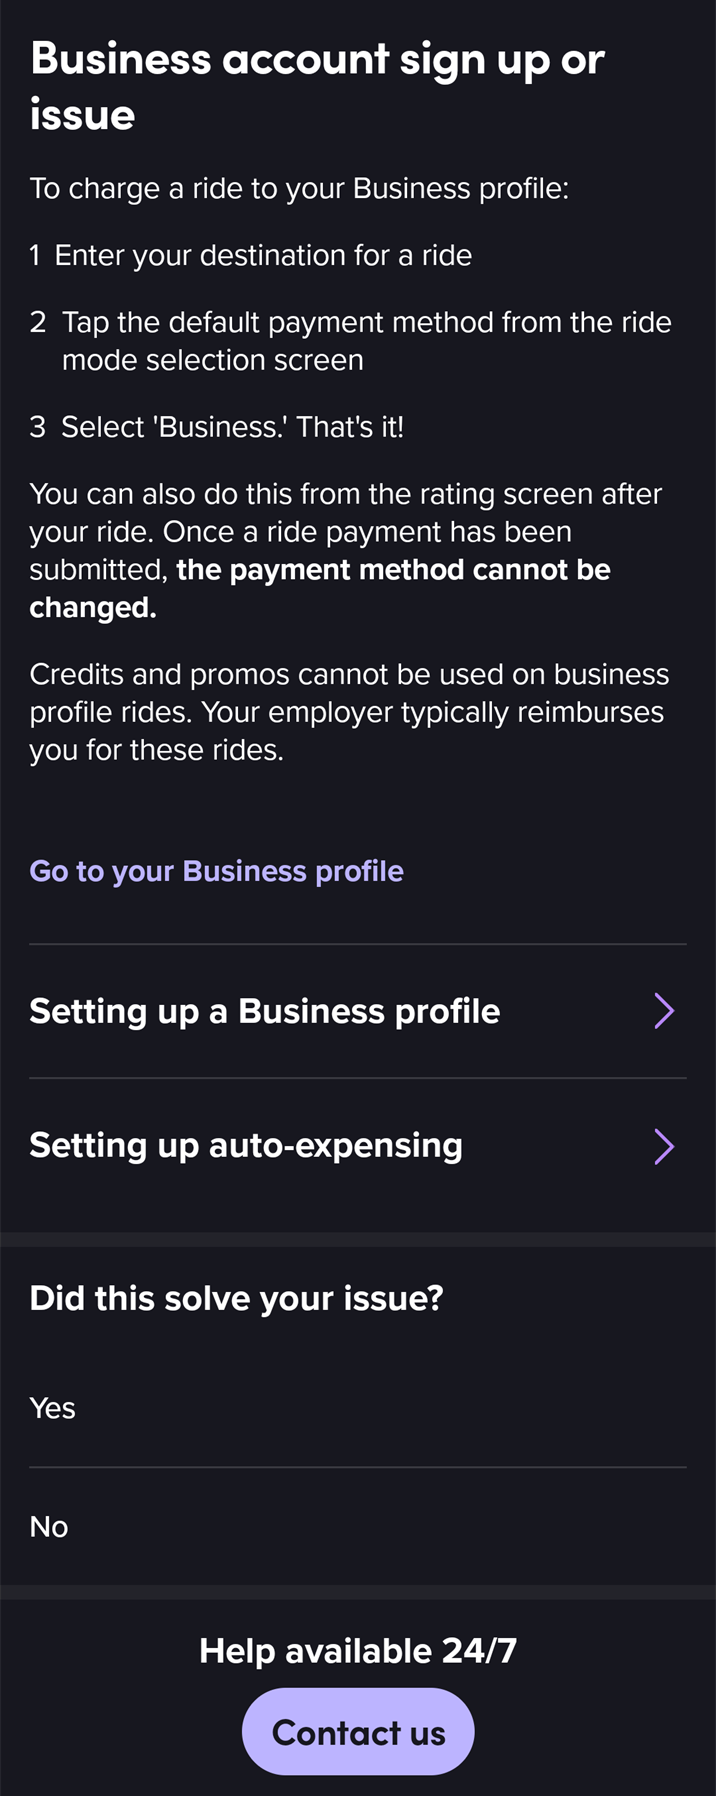 Business account sign up or
issue
To charge a ride to your Business profile:
1 Enter your destination for a ride
2 Tap the default payment method from the ride
mode selection screen
3 Select 'Business.' That's it!
You can also do this from the rating screen after
your ride. Once a ride payment has been
submitted, the payment method cannot be
changed.
Credits and promos cannot be used on business
profile rides. Your employer typically reimburses
you for these rides.
Go to your Business profile
Setting up a Business profile
Setting up auto-expensing
Did this solve your issue?
Yes
No
Help available 24/7
Contact us